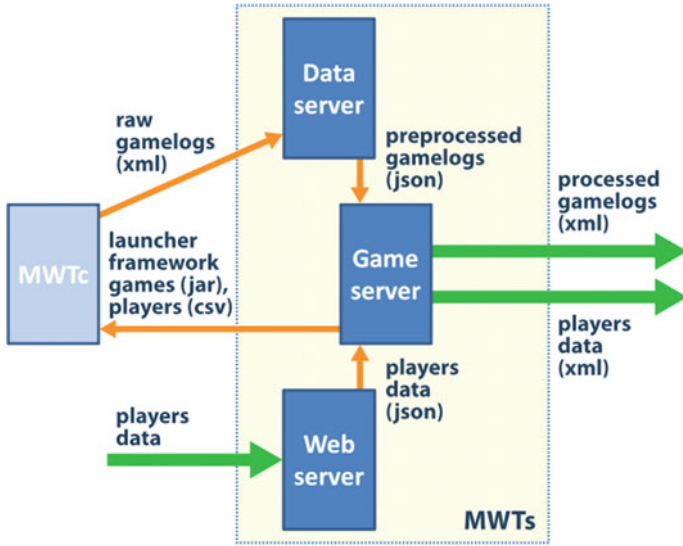 Data
server
raw
gamelogs
(xml)
preprocessed
gamelogs
(json)
processed
gamelogs
(xml)
MWTc
launcher
framework
games (jar),
players (csv)
Game
server
players
data
(xml)
players
data
(json)
players
data
Web
server
MWTs